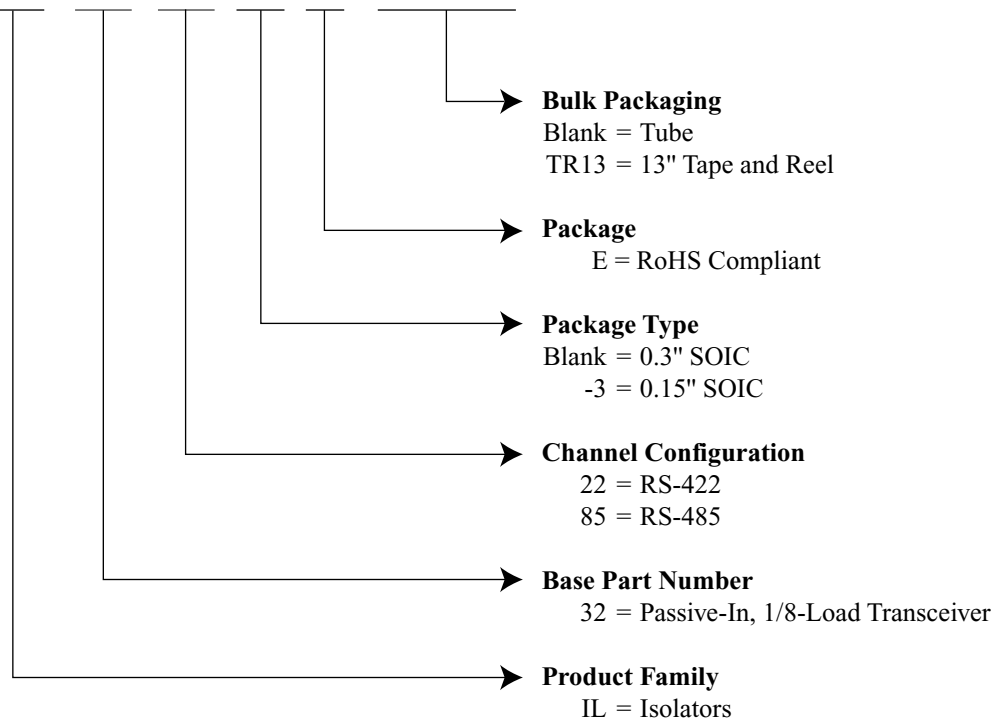 Bulk Packaging
Blank = Tube
TR13 = 13" Tape and Reel
Package
E = RoHS Compliant
Package Type
Blank = 0.3" SOIC
-3 = 0.15" SOIC
Channel Configuration
22 = RS-422
85 = RS-485
Base Part Number
32 = Passive-In, 1/8-Load Transceiver
Product Family
IL = Isolators